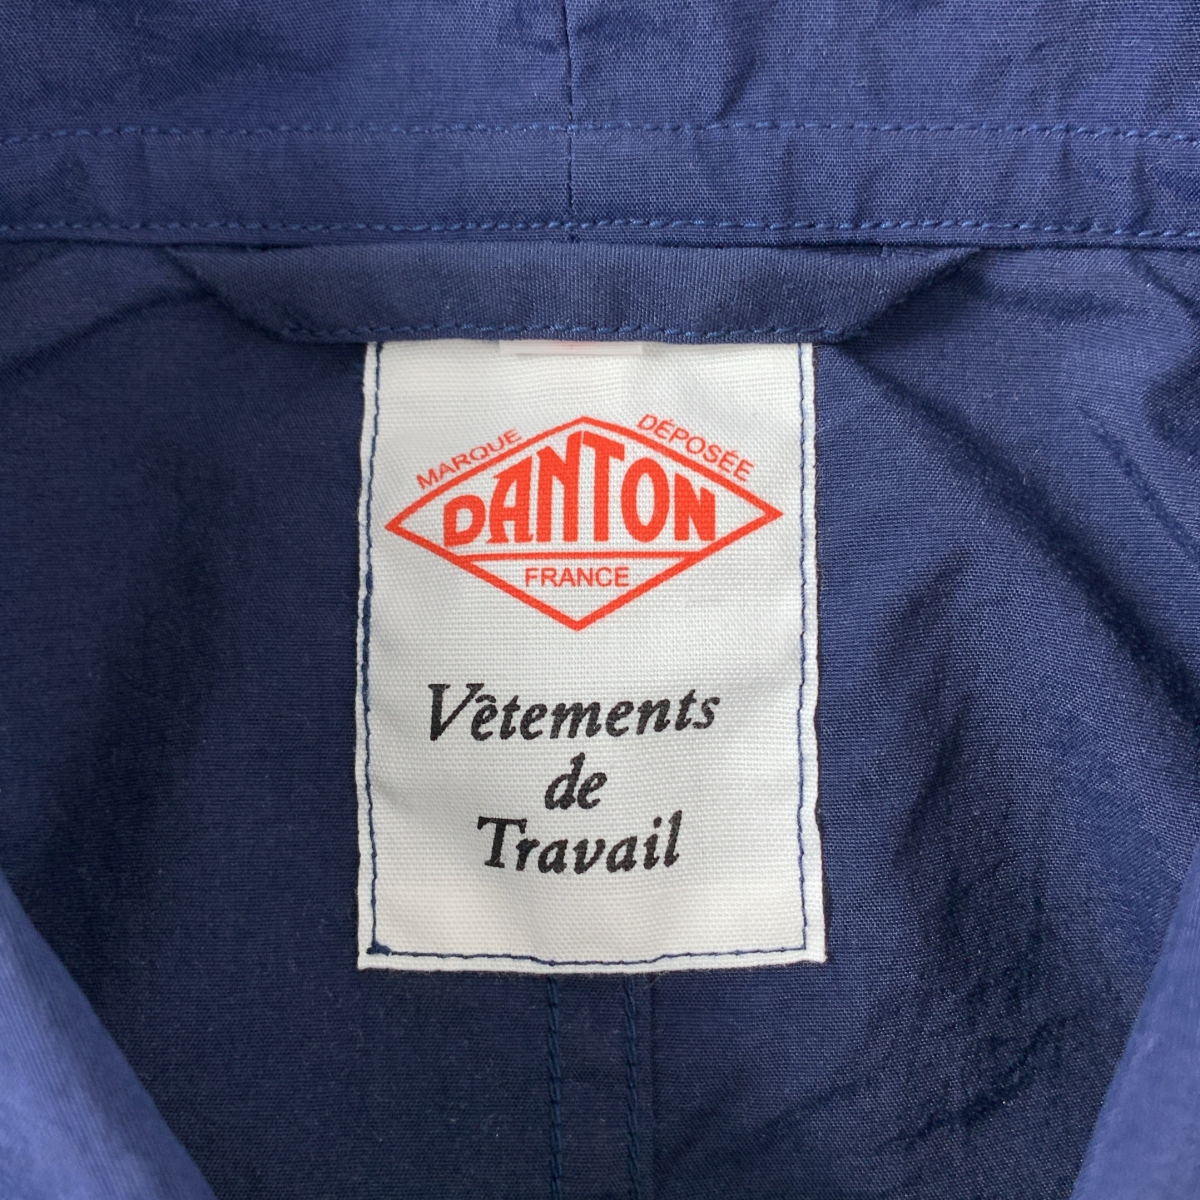 MARQUE DÉPOSÉE
DANTON
FRANCE
Vêtements
de
Travail